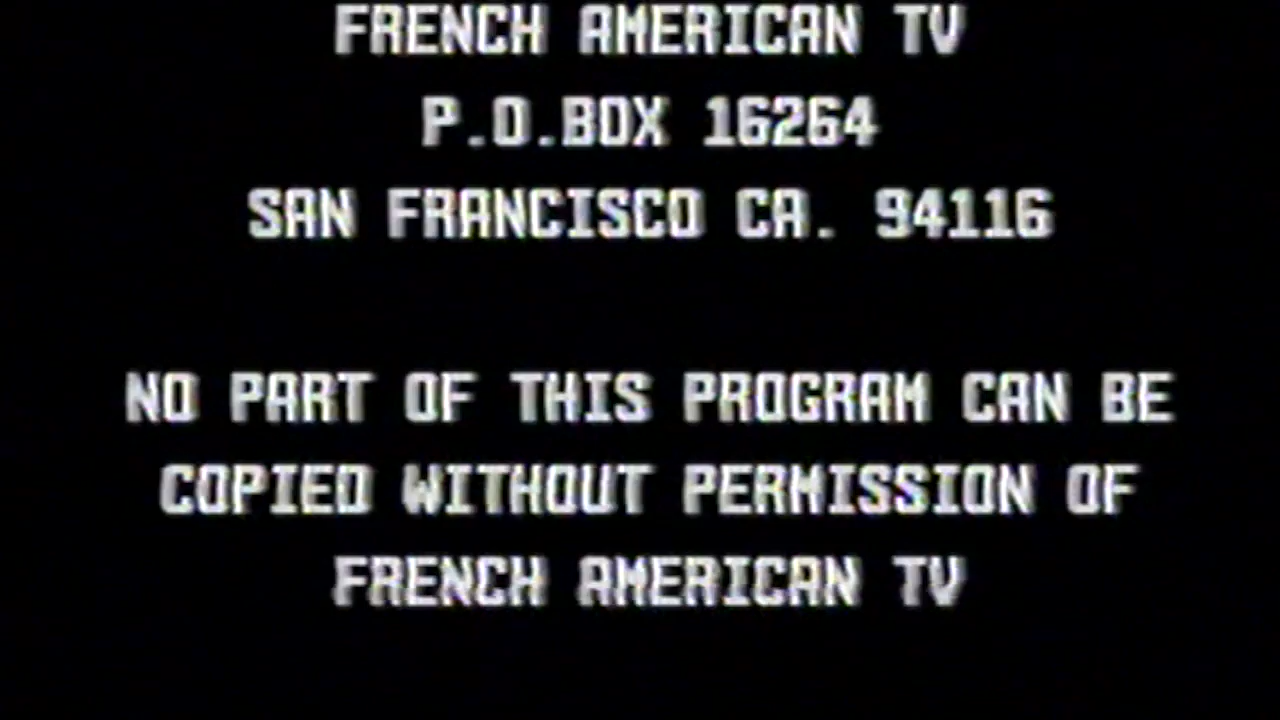 FRENCH AMERICAN TV
P.O.BOX 16264
SAN FRANCISCO CA. 94116
NO PART OF THIS PROGRAM CAN BE
COPIED WITHOUT PERMISSION OF
FRENCH AMERICAN TV